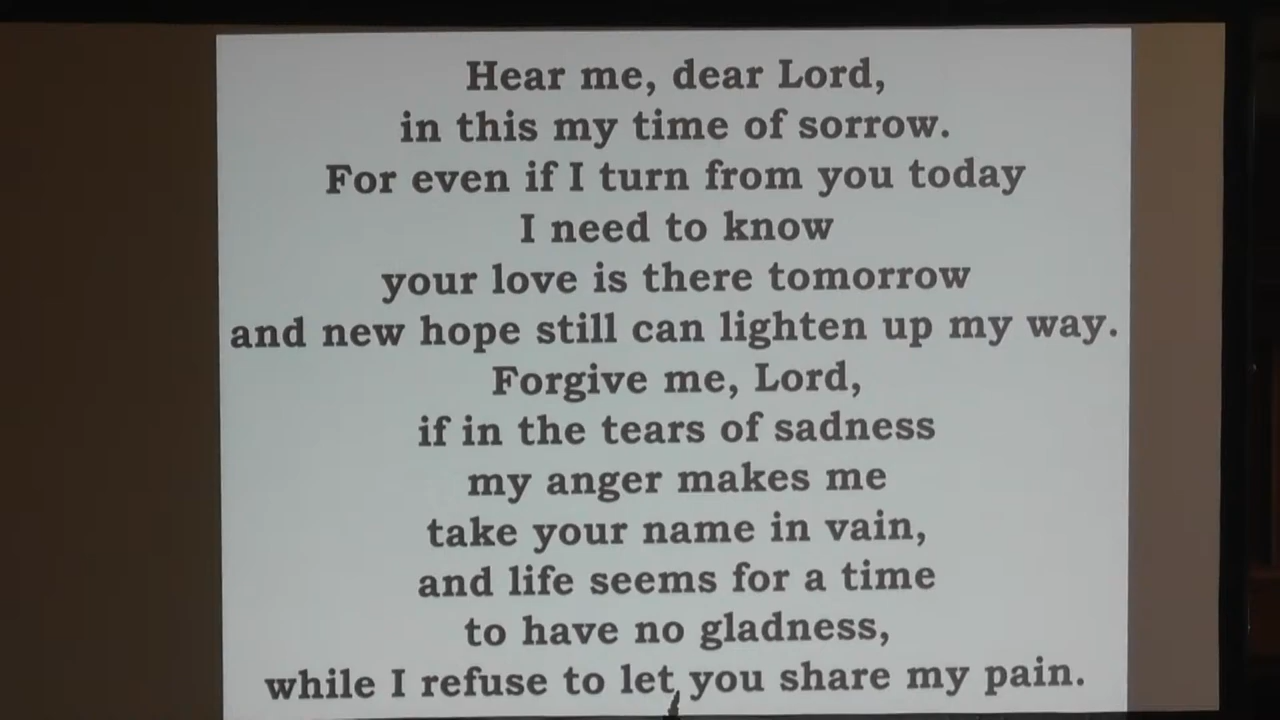 Hear me, dear Lord,
in this my time of sorrow.
For even if I turn from you today
I need to know
your love is there tomorrow
and new hope still can lighten up my way.
Forgive me, Lord,
if in the tears of sadness
my anger makes me
take your name in vain,
and life seems for a time
to have no gladness,
while I refuse to let you share my pain.